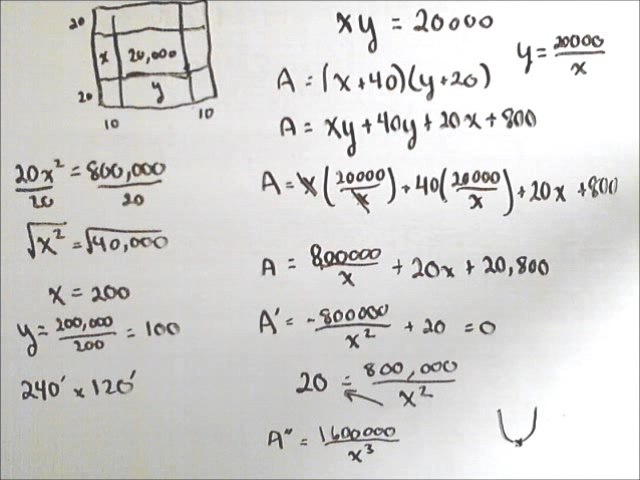 20
x 20,000
20 y
10 10
xy = 20000
y = 20000/x
A = (x+40)(y+20)
A = xy+40y+20x+800
A = x(20000/x)+40(20000/x)+20x+800
A = 800000/x + 20x + 20,800
A' = -800000/x² + 20 = 0
20 = 800,000/x²
A" = 1600000/x³
20x²/20 = 800,000/20
√x² = √40,000
x = 200
y = 200,000/200 = 100
240' x 120'